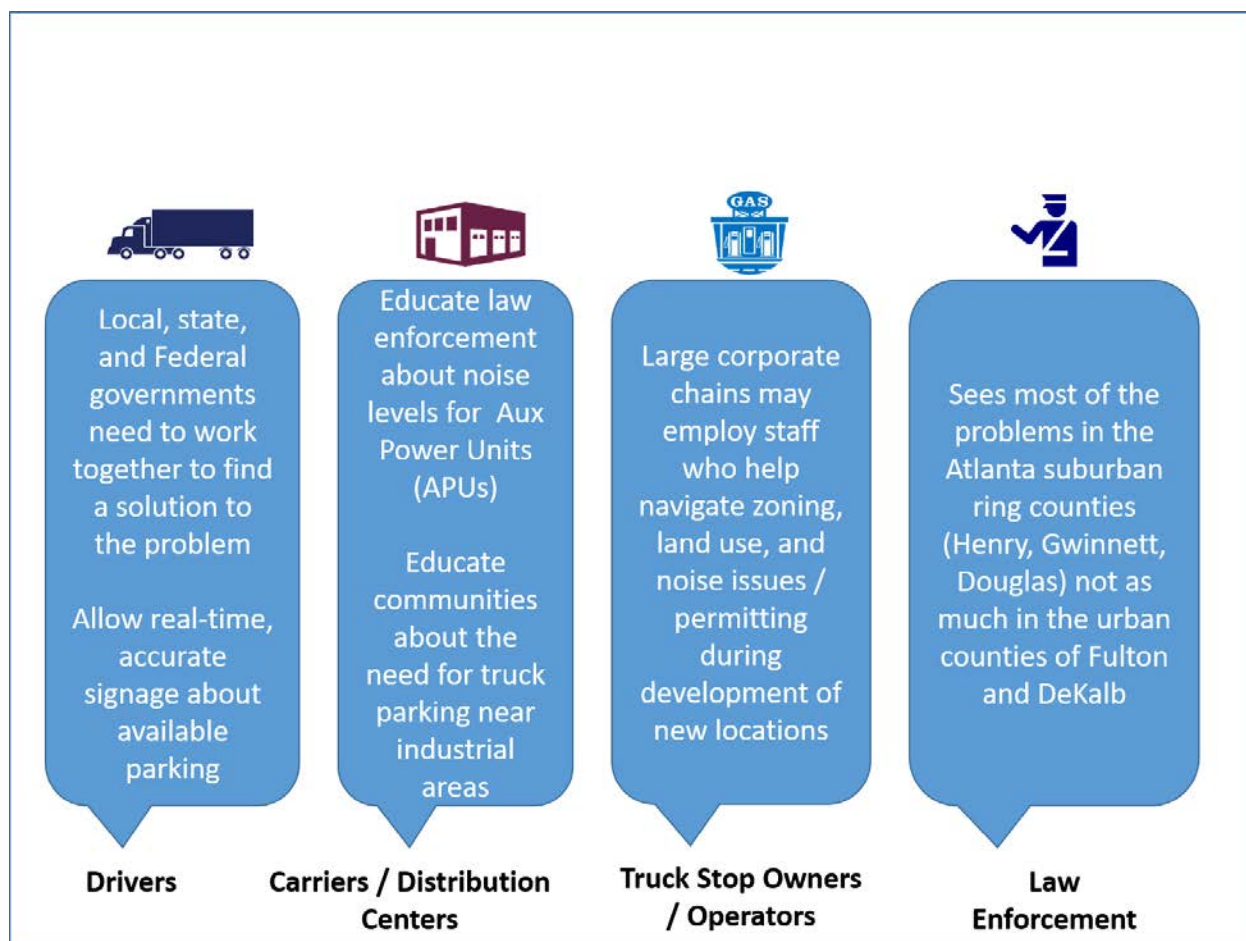 GAS
Local, state,
and Federal
governments
need to work
together to find
a solution to
the problem
Allow real-time,
accurate
signage about
available
parking
Drivers
Educate law
enforcement
about noise
levels for Aux
Power Units
(APUs)
Educate
communities
about the
need for truck
parking near
industrial
areas
Carriers / Distribution
Centers
Large corporate
chains may
employ staff
who help
navigate zoning,
land use, and
noise issues /
permitting
during
development of
new locations
Truck Stop Owners
/ Operators
Sees most of the
problems in the
Atlanta suburban
ring counties
(Henry, Gwinnett,
Douglas) not as
much in the urban
counties of Fulton
and DeKalb
Law
Enforcement